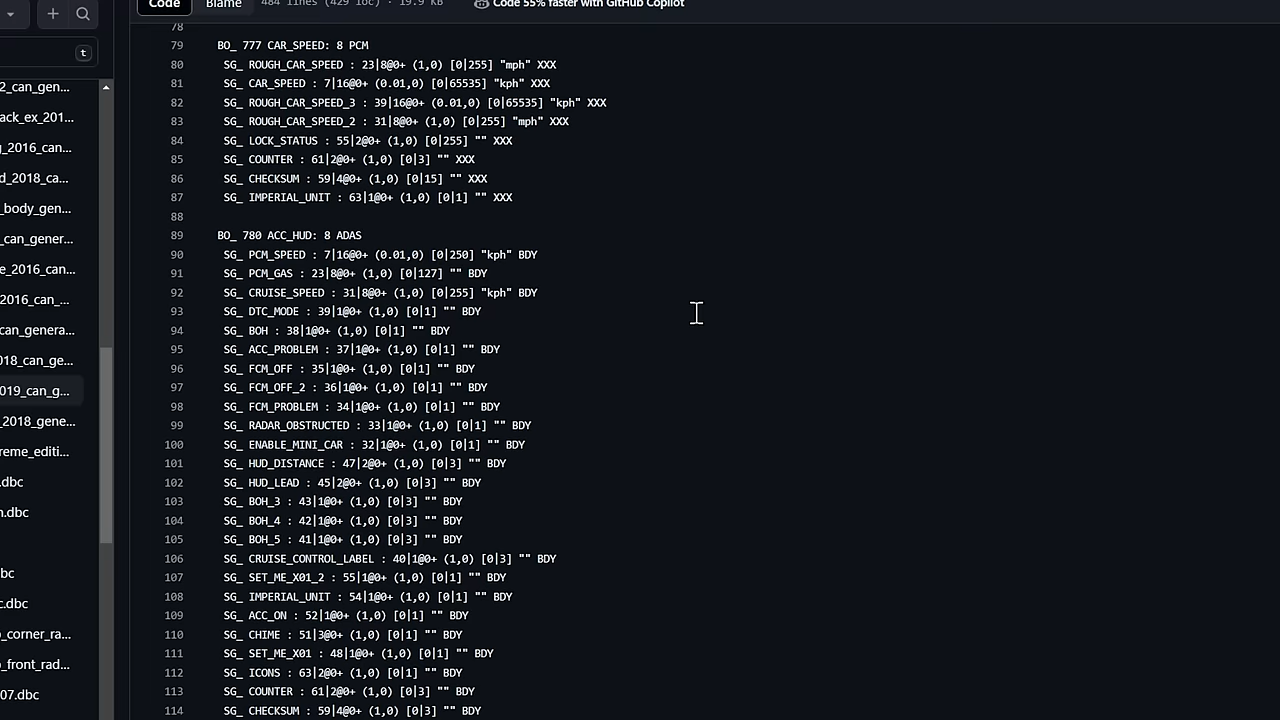 Code Blame 484 lines (429 loc) · 19.9 KB Code 55% faster with GitHub Copilot
t
2_can_gen...
ack_ex_201...
g_2016_can...
d_2018_ca...
_body_gen...
_can_gener...
e_2016_can...
2016_can_...
can_genera...
018_can_ge...
019_can_g...
_2018_gene...
reme_editi...
.dbc
n.dbc
bc
c.dbc
o_corner_ra...
o_front_rad...
07.dbc
78
79 BO_ 777 CAR_SPEED: 8 PCM
80 SG_ ROUGH_CAR_SPEED : 23|8@0+ (1,0) [0|255] "mph" XXX
81 SG_ CAR_SPEED : 7|16@0+ (0.01,0) [0|65535] "kph" XXX
82 SG_ ROUGH_CAR_SPEED_3 : 39|16@0+ (0.01,0) [0|65535] "kph" XXX
83 SG_ ROUGH_CAR_SPEED_2 : 31|8@0+ (1,0) [0|255] "mph" XXX
84 SG_ LOCK_STATUS : 55|2@0+ (1,0) [0|255] "" XXX
85 SG_ COUNTER : 61|2@0+ (1,0) [0|3] "" XXX
86 SG_ CHECKSUM : 59|4@0+ (1,0) [0|15] "" XXX
87 SG_ IMPERIAL_UNIT : 63|1@0+ (1,0) [0|1] "" XXX
88
89 BO_ 780 ACC_HUD: 8 ADAS
90 SG_ PCM_SPEED : 7|16@0+ (0.01,0) [0|250] "kph" BDY
91 SG_ PCM_GAS : 23|8@0+ (1,0) [0|127] "" BDY
92 SG_ CRUISE_SPEED : 31|8@0+ (1,0) [0|255] "kph" BDY
93 SG_ DTC_MODE : 39|1@0+ (1,0) [0|1] "" BDY
94 SG_ BOH : 38|1@0+ (1,0) [0|1] "" BDY
95 SG_ ACC_PROBLEM : 37|1@0+ (1,0) [0|1] "" BDY
96 SG_ FCM_OFF : 35|1@0+ (1,0) [0|1] "" BDY
97 SG_ FCM_OFF_2 : 36|1@0+ (1,0) [0|1] "" BDY
98 SG_ FCM_PROBLEM : 34|1@0+ (1,0) [0|1] "" BDY
99 SG_ RADAR_OBSTRUCTED : 33|1@0+ (1,0) [0|1] "" BDY
100 SG_ ENABLE_MINI_CAR : 32|1@0+ (1,0) [0|1] "" BDY
101 SG_ HUD_DISTANCE : 47|2@0+ (1,0) [0|3] "" BDY
102 SG_ HUD_LEAD : 45|2@0+ (1,0) [0|3] "" BDY
103 SG_ BOH_3 : 43|1@0+ (1,0) [0|3] "" BDY
104 SG_ BOH_4 : 42|1@0+ (1,0) [0|3] "" BDY
105 SG_ BOH_5 : 41|1@0+ (1,0) [0|3] "" BDY
106 SG_ CRUISE_CONTROL_LABEL : 40|1@0+ (1,0) [0|3] "" BDY
107 SG_ SET_ME_X01_2 : 55|1@0+ (1,0) [0|1] "" BDY
108 SG_ IMPERIAL_UNIT : 54|1@0+ (1,0) [0|1] "" BDY
109 SG_ ACC_ON : 52|1@0+ (1,0) [0|1] "" BDY
110 SG_ CHIME : 51|3@0+ (1,0) [0|1] "" BDY
111 SG_ SET_ME_X01 : 48|1@0+ (1,0) [0|1] "" BDY
112 SG_ ICONS : 63|2@0+ (1,0) [0|1] "" BDY
113 SG_ COUNTER : 61|2@0+ (1,0) [0|3] "" BDY
114 SG_ CHECKSUM : 59|4@0+ (1,0) [0|3] "" BDY